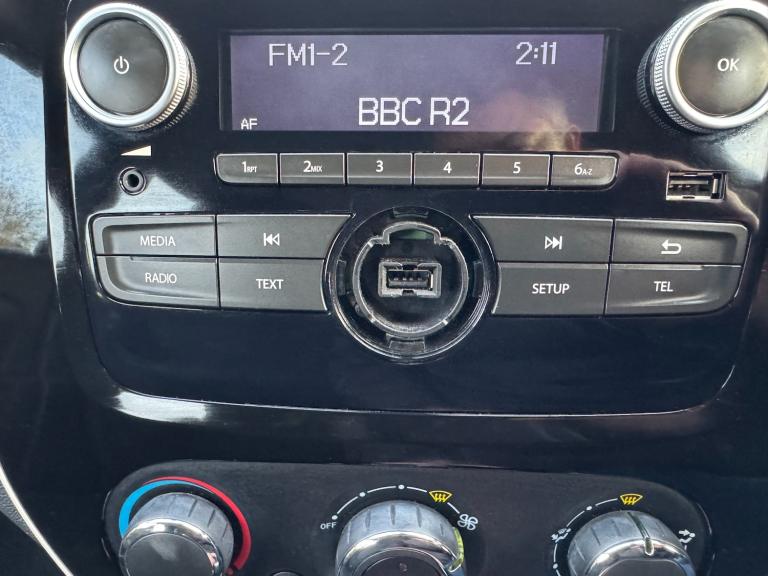 FM1-2 2:11
BBC R2
AF
OK
1RPT 2MIX 3 4 5 6A-Z
MEDIA
RADIO TEXT SETUP TEL
OFF